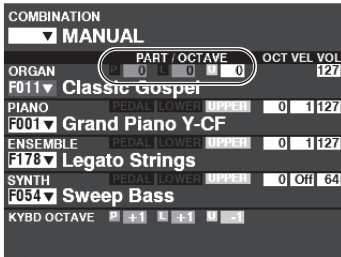 COMBINATION
▼ MANUAL
PART / OCTAVE OCT VEL VOL
ORGAN P 0 L 0 U 0 127
F011▼ Classic Gospel
PIANO PEDAL LOWER UPPER 0 1 127
F001▼ Grand Piano Y-CF
ENSEMBLE PEDAL LOWER UPPER 0 1 127
F178▼ Legato Strings
SYNTH PEDAL LOWER UPPER 0 Off 64
F054▼ Sweep Bass
KYBD OCTAVE P +1 L +1 U -1